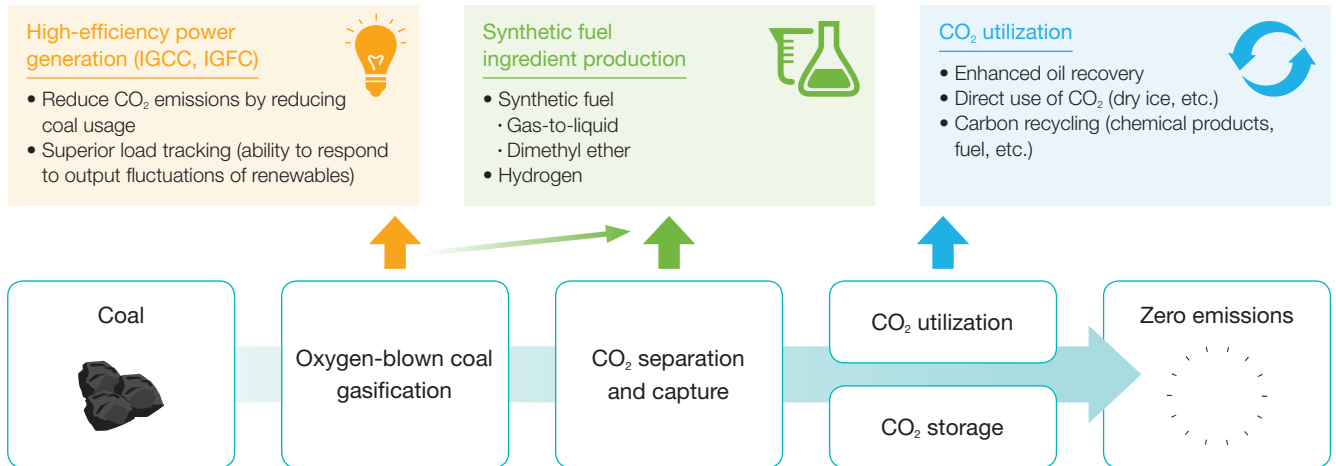 High-efficiency power
generation (IGCC, IGFC)
• Reduce CO₂ emissions by reducing
coal usage
• Superior load tracking (ability to respond
to output fluctuations of renewables)
Synthetic fuel
ingredient production
• Synthetic fuel
・Gas-to-liquid
・Dimethyl ether
• Hydrogen
CO₂ utilization
• Enhanced oil recovery
• Direct use of CO₂ (dry ice, etc.)
• Carbon recycling (chemical products,
fuel, etc.)
Coal
Oxygen-blown coal
gasification
CO₂ separation
and capture
CO₂ utilization
CO₂ storage
Zero emissions